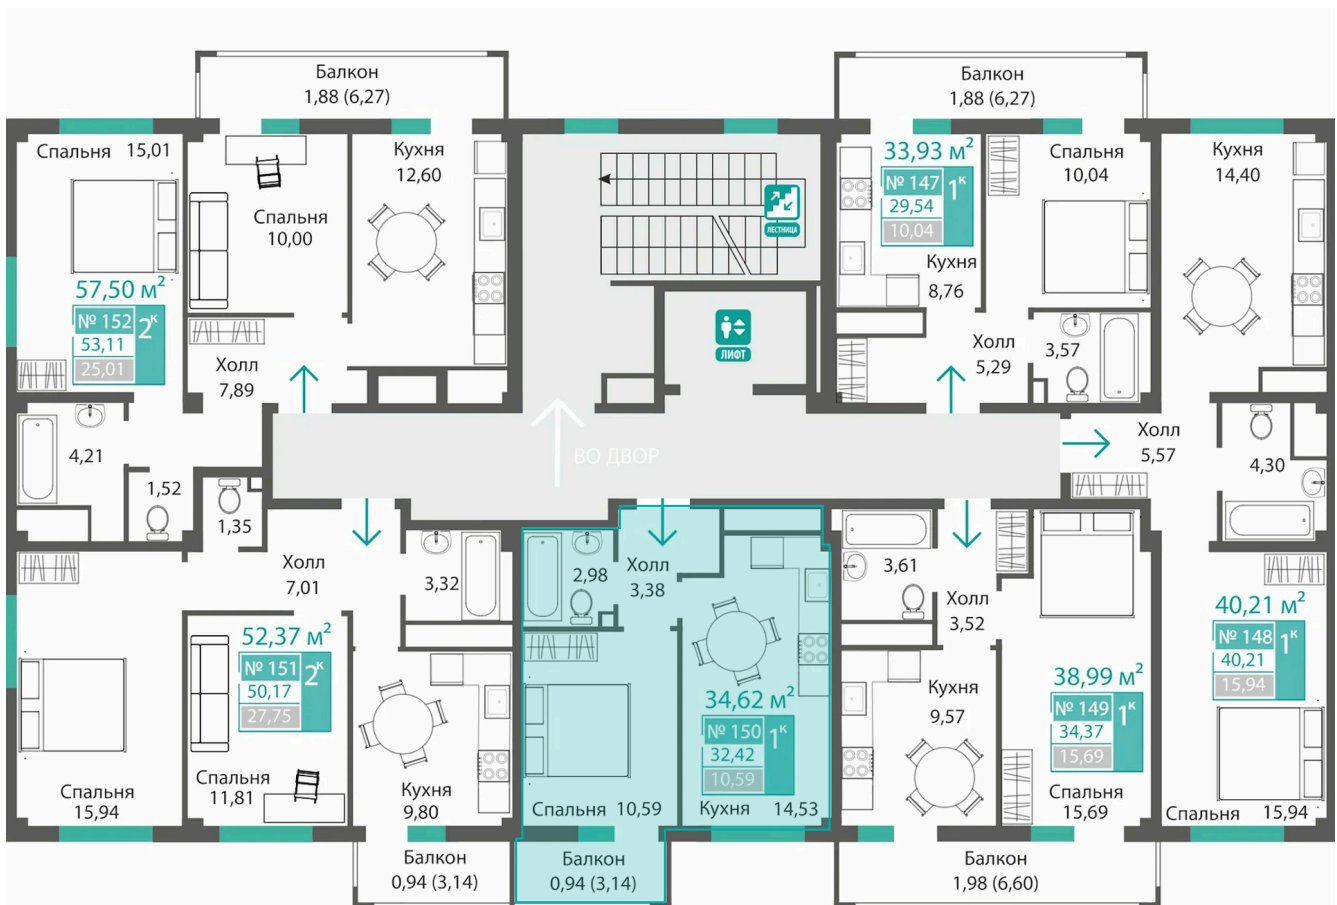 Балкон
1,88 (6,27)
Балкон
1,88 (6,27)
Спальня 15,01
Кухня
12,60
Спальня
10,00
57,50 м²
№ 152
2к
53,11
25,01
Холл
7,89
4,21
1,52
ЛЕСТНИЦА
ЛИФТ
ВО ДВОР
33,93 м²
№ 147
1к
29,54
10,04
Кухня
8,76
Спальня
10,04
Холл
5,29
3,57
Кухня
14,40
Холл
5,57
4,30
1,35
Холл
7,01
3,32
52,37 м²
№ 151
2к
50,17
27,75
Спальня
15,94
Спальня
11,81
Кухня
9,80
Балкон
0,94 (3,14)
2,98
Холл
3,38
34,62 м²
№ 150
1к
32,42
10,59
Спальня 10,59
Кухня 14,53
Балкон
0,94 (3,14)
3,61
Холл
3,52
Кухня
9,57
38,99 м²
№ 149
1к
34,37
15,69
Спальня
15,69
Балкон
1,98 (6,60)
40,21 м²
№ 148
1к
40,21
15,94
Спальня 15,94